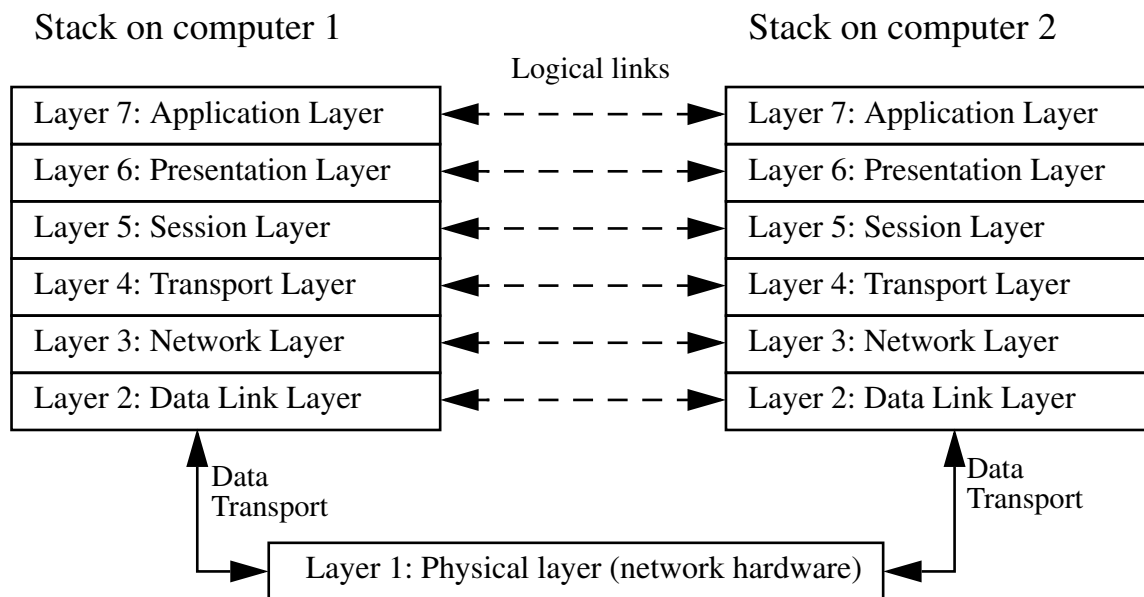 Stack on computer 1
Stack on computer 2
Logical links
Layer 7: Application Layer
Layer 7: Application Layer
Layer 6: Presentation Layer
Layer 6: Presentation Layer
Layer 5: Session Layer
Layer 5: Session Layer
Layer 4: Transport Layer
Layer 4: Transport Layer
Layer 3: Network Layer
Layer 3: Network Layer
Layer 2: Data Link Layer
Layer 2: Data Link Layer
Data
Transport
Data
Transport
Layer 1: Physical layer (network hardware)